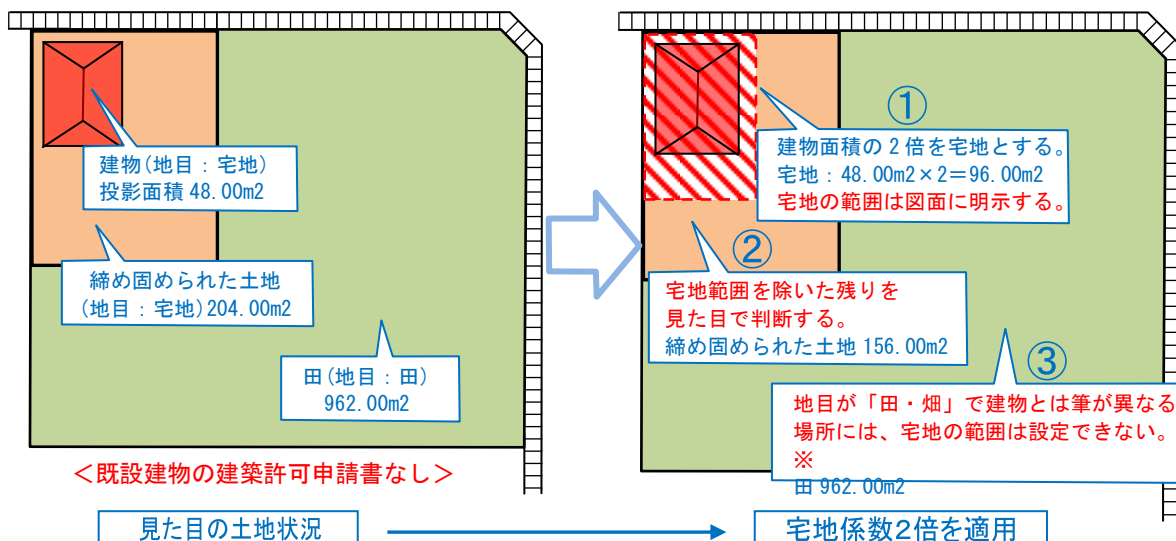 建物(地目：宅地)
投影面積 48.00m2
締め固められた土地
(地目：宅地)204.00m2
田(地目：田)
962.00m2
＜既設建物の建築許可申請書なし＞
見た目の土地状況
①
建物面積の 2 倍を宅地とする。
宅地：48.00m2×2＝96.00m2
宅地の範囲は図面に明示する。
②
宅地範囲を除いた残りを
見た目で判断する。
締め固められた土地 156.00m2
③
地目が「田・畑」で建物とは筆が異なる
場所には、宅地の範囲は設定できない。
※
田 962.00m2
宅地係数２倍を適用